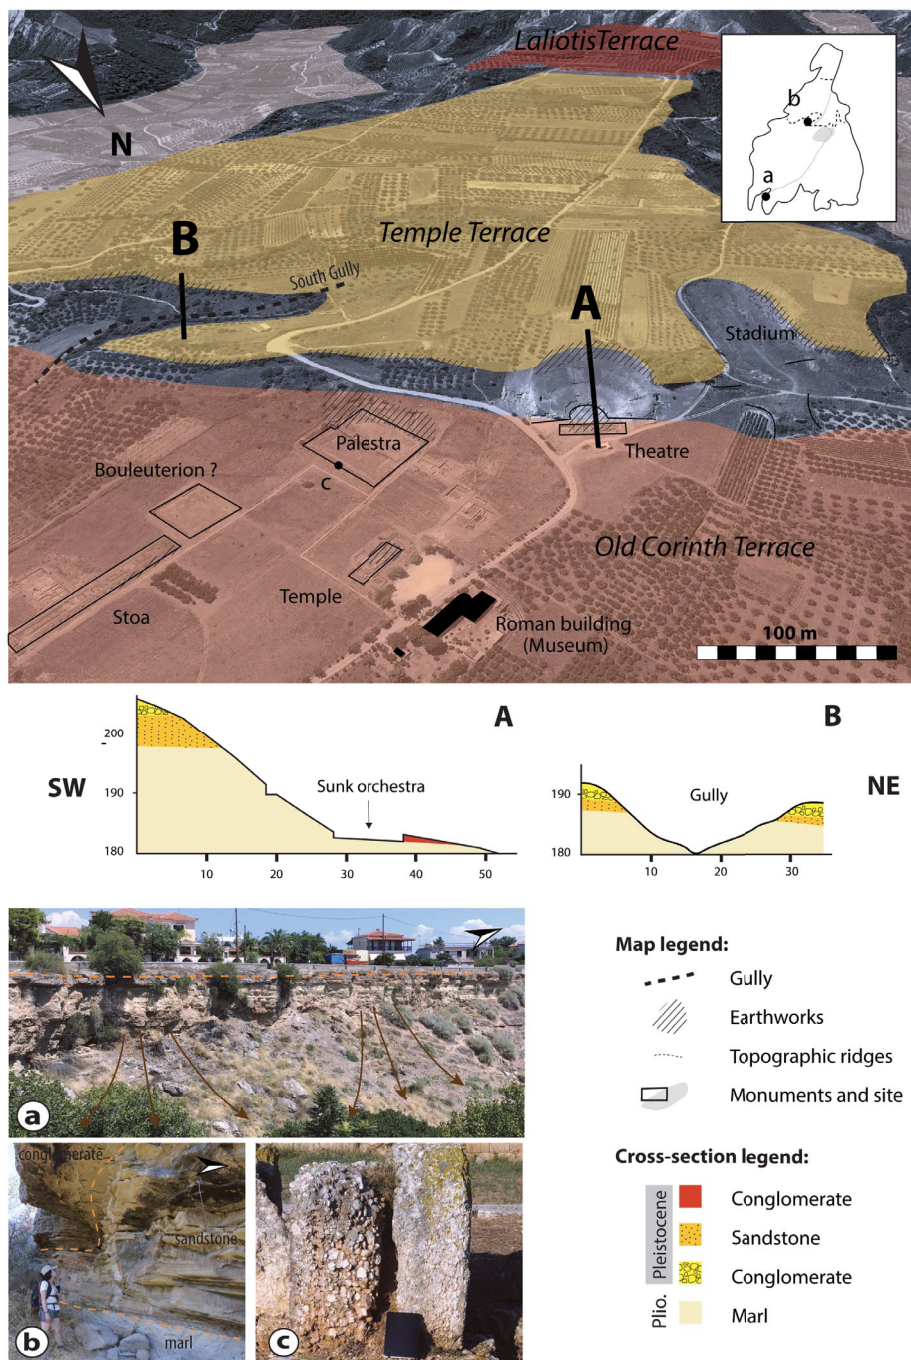 Laliotis Terrace
N
b
a
Temple Terrace
B
South Gully
A
Stadium
Palestra
Theatre
Bouleuterion ?
c
Old Corinth Terrace
Temple
Stoa
Roman building
(Museum)
100 m
A
B
200
SW
Sunk orchestra
190
180
10
20
30
40
50
190
Gully
NE
180
10
20
30
a
conglomerate
sandstone
marl
b
c
Map legend:
Gully
Earthworks
Topographic ridges
Monuments and site
Cross-section legend:
Pleistocene
Conglomerate
Sandstone
Conglomerate
Plio.
Marl